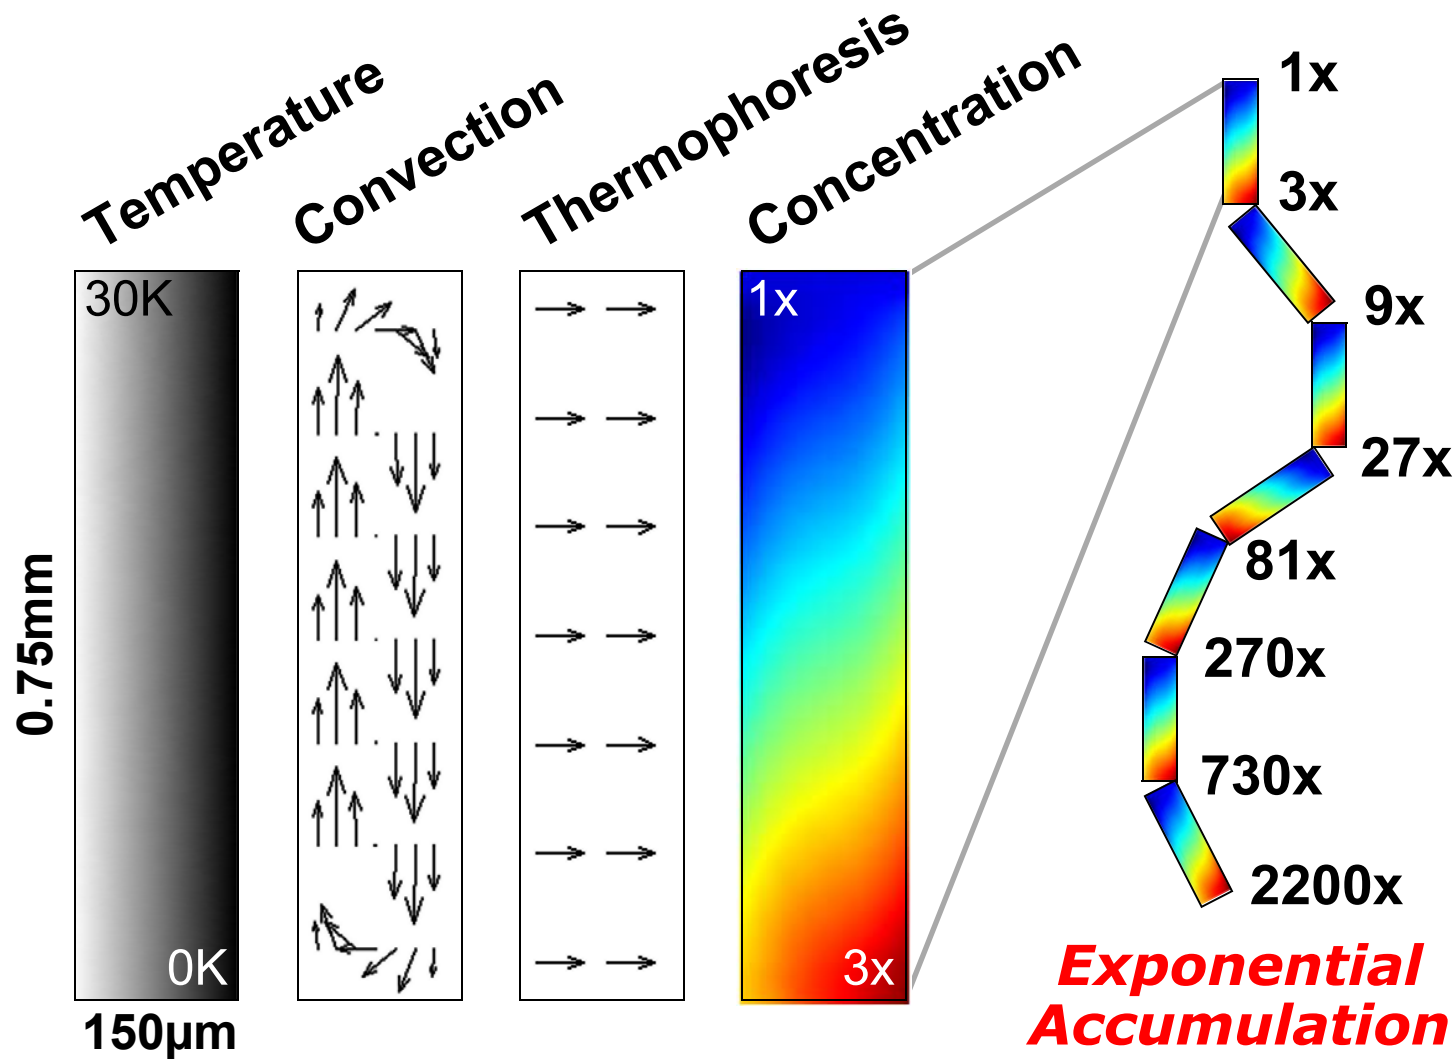 Temperature
Convection
Thermophoresis
Concentration
30K
0K
0.75mm
150µm
1x
3x
1x
3x
9x
27x
81x
270x
730x
2200x
Exponential
Accumulation